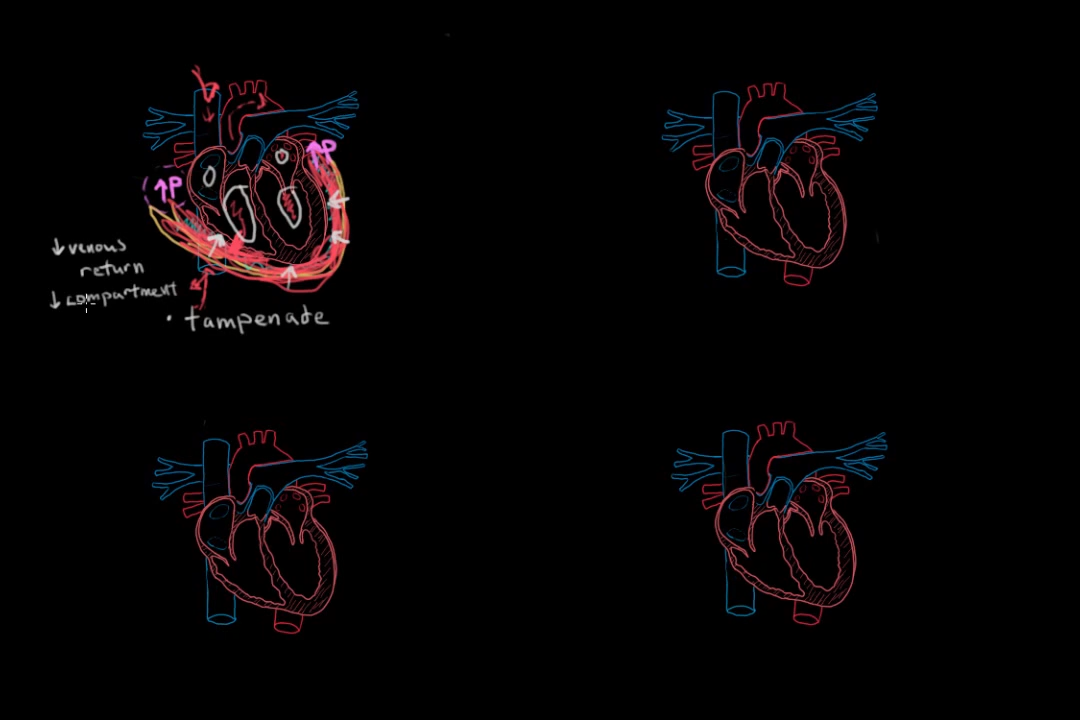 ↑P
↑P
↓ venous
return
↓ compartment
• tampenade